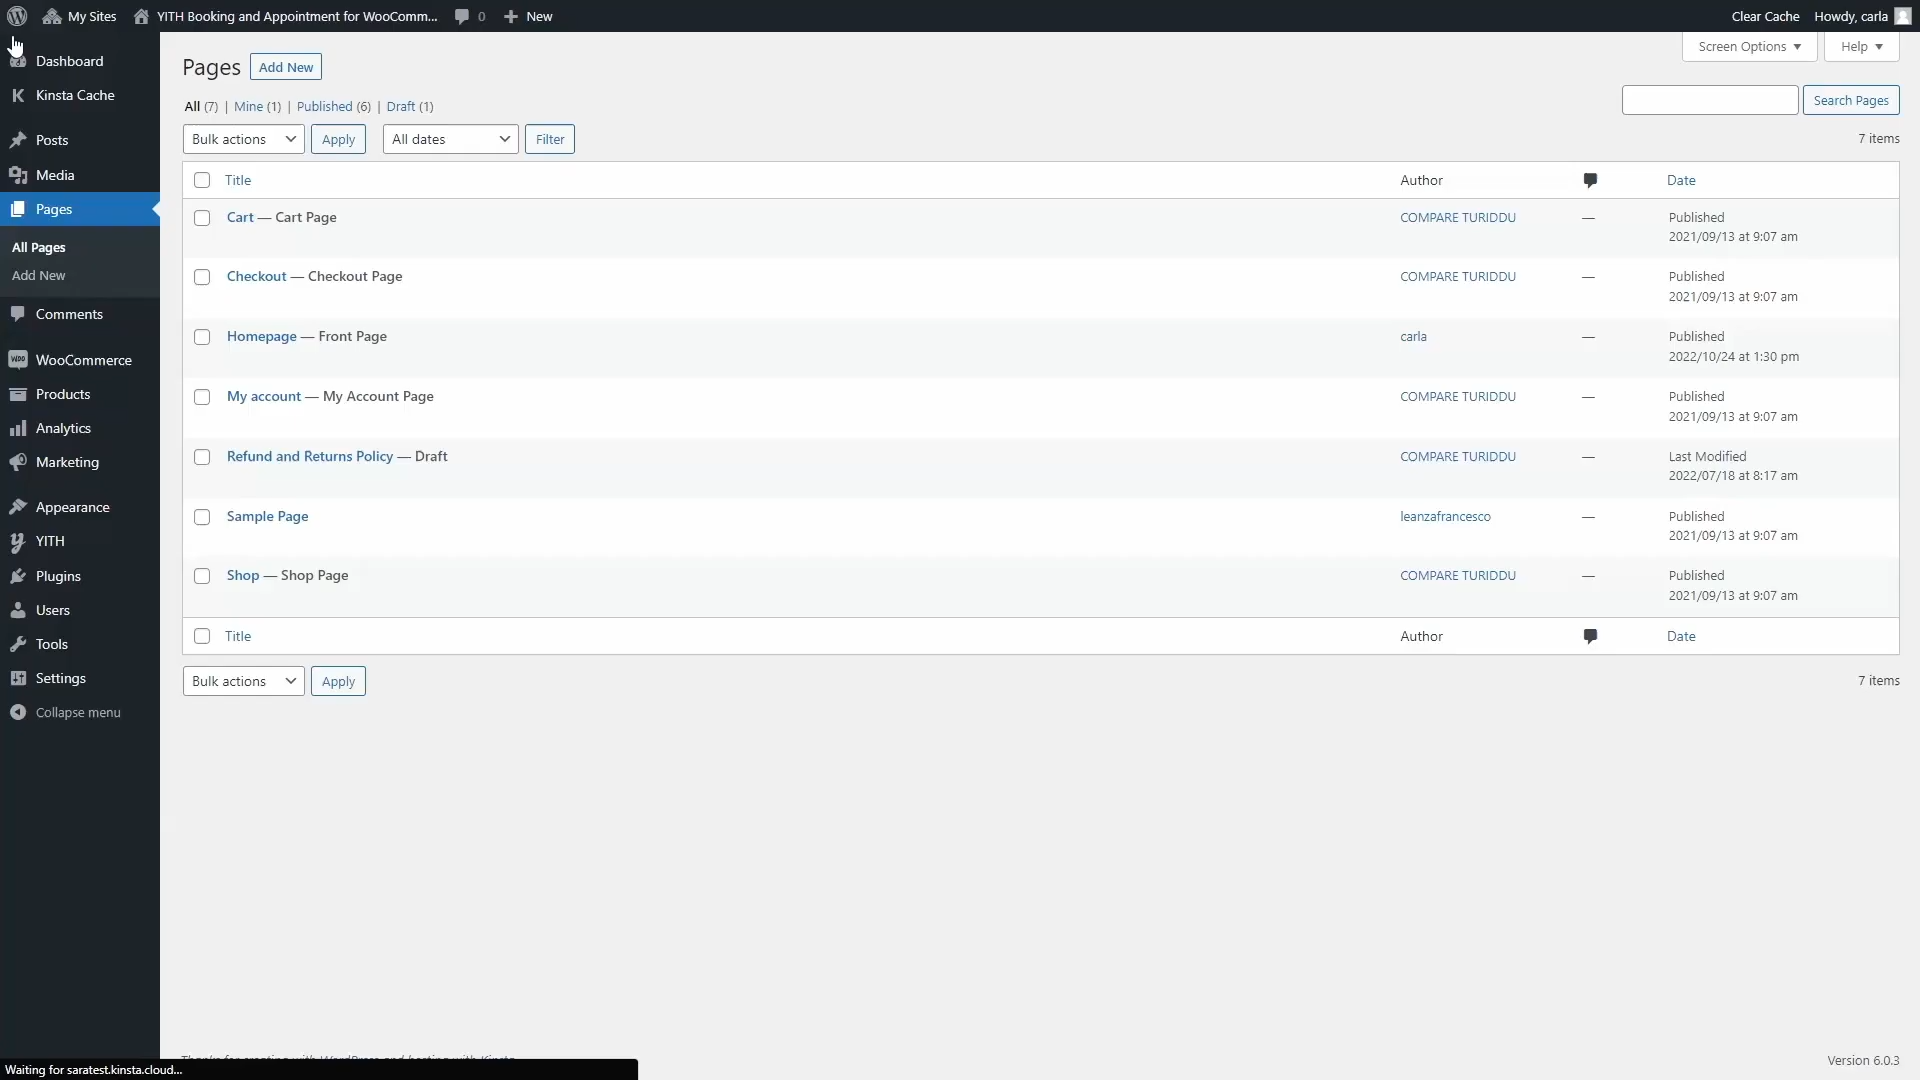 My Sites
YITH Booking and Appointment for WooComm...
0
New
Clear Cache
Howdy, carla
Dashboard
Kinsta Cache
Posts
Media
Pages
All Pages
Add New
Comments
WooCommerce
Products
Analytics
Marketing
Appearance
YITH
Plugins
Users
Tools
Settings
Collapse menu
Screen Options
Help
Pages
Add New
All (7) | Mine (1) | Published (6) | Draft (1)
Search Pages
Bulk actions
Apply
All dates
Filter
7 items
Title
Author
Date
Cart — Cart Page
COMPARE TURIDDU
—
Published
2021/09/13 at 9:07 am
Checkout — Checkout Page
COMPARE TURIDDU
—
Published
2021/09/13 at 9:07 am
Homepage — Front Page
carla
—
Published
2022/10/24 at 1:30 pm
My account — My Account Page
COMPARE TURIDDU
—
Published
2021/09/13 at 9:07 am
Refund and Returns Policy — Draft
COMPARE TURIDDU
—
Last Modified
2022/07/18 at 8:17 am
Sample Page
leanzafrancesco
—
Published
2021/09/13 at 9:07 am
Shop — Shop Page
COMPARE TURIDDU
—
Published
2021/09/13 at 9:07 am
Title
Author
Date
Bulk actions
Apply
7 items
Thanks for creating with WordPress and hosting with Kinsta
Version 6.0.3
Waiting for saratest.kinsta.cloud...